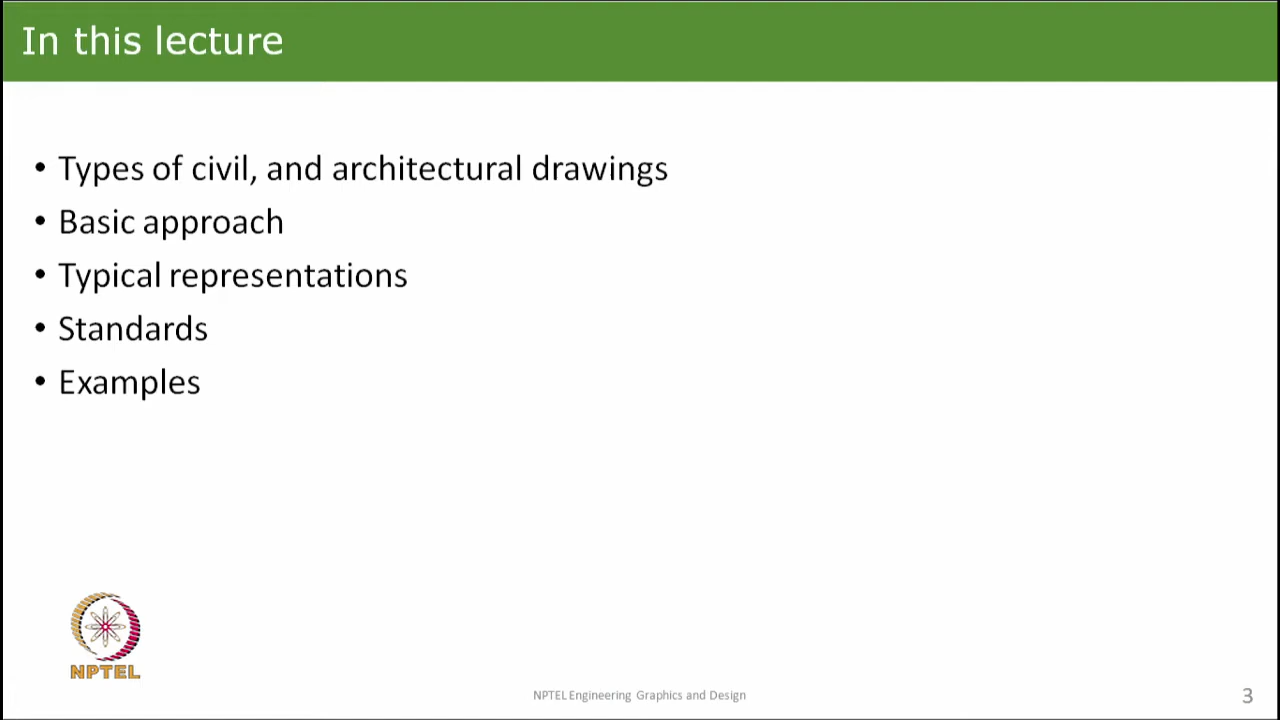 In this lecture
• Types of civil, and architectural drawings
• Basic approach
• Typical representations
• Standards
• Examples
NPTEL
NPTEL Engineering Graphics and Design
3